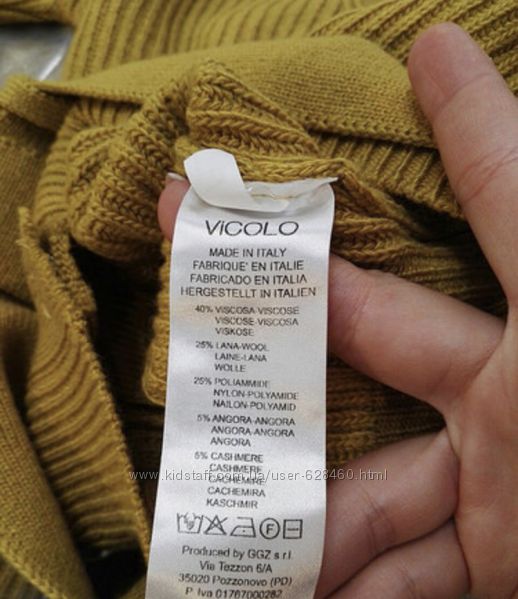 ViCOLO
MADE IN ITALY
FABRIQUE' EN ITALIE
FABRICADO EN ITALIA
HERGESTELLT IN ITALIEN
40% VISCOSA-VISCOSE
VISCOSE-VISCOSA
VISKOSE
25% LANA-WOOL
LAINE-LANA
WOLLE
25% POLIAMMIDE
NYLON-POLYAMIDE
NAILON-POLYAMID
5% ANGORA-ANGORA
ANGORA-ANGORA
ANGORA
5% CASHMERE
CASHMERE
CACHEMIRE
CACHEMIRA
KASCHMIR
www.kidstaff.com.ua/user-628460.html
F
Produced by GGZ s.r.l.
Via Tezzon 6/A
35020 Pozzonovo (PD)
P. Iva 01767000282